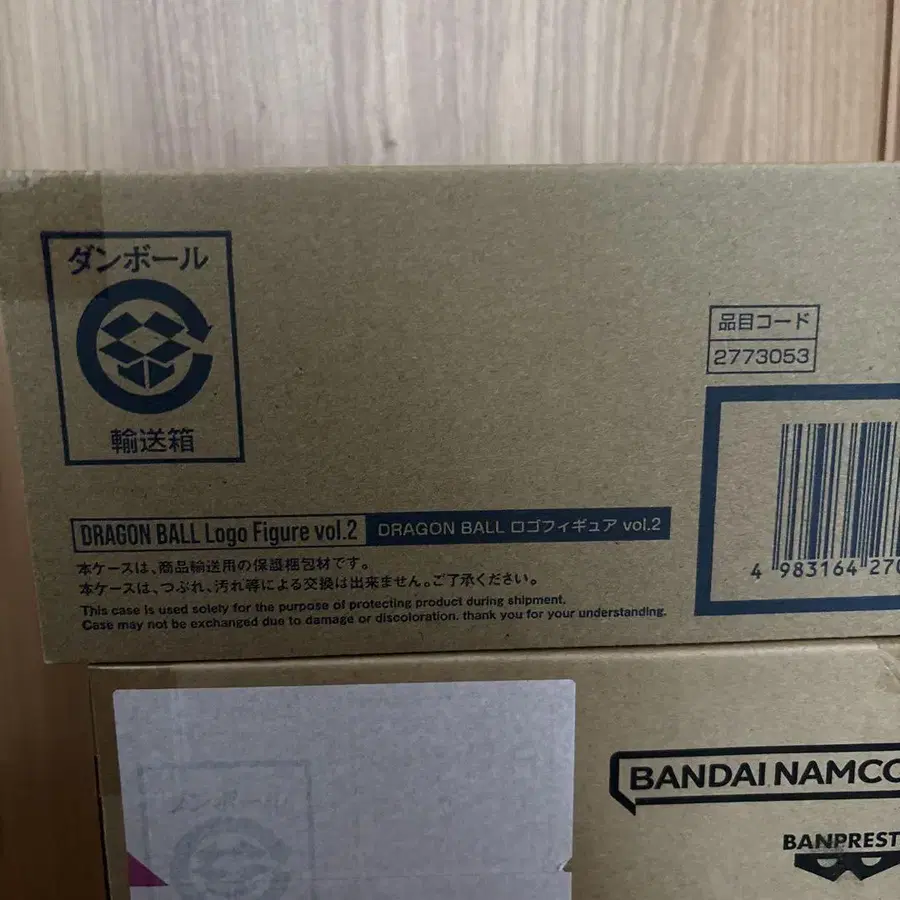 ダンボール
輸送箱
品目コード
2773053
4 983164 270
DRAGON BALL Logo Figure vol.2
DRAGON BALL ロゴフィギュア vol.2
本ケースは、商品輸送用の保護梱包材です。
本ケースは、つぶれ、汚れ等による交換は出来ません。ご了承ください。
This case is used solely for the purpose of protecting product during shipment.
Case may not be exchanged due to damage or discoloration. thank you for your understanding.
ダンボール
BANDAI NAMCO
BANPREST